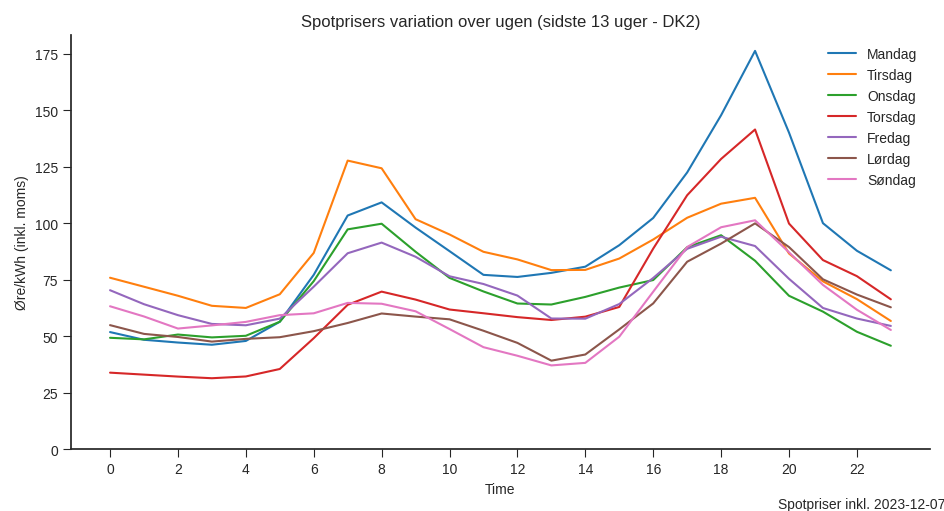 Spotprisers variation over ugen (sidste 13 uger - DK2)
Øre/kWh (inkl. moms)
175
150
125
100
75
50
25
0
0 2 4 6 8 10 12 14 16 18 20 22
Time
Mandag
Tirsdag
Onsdag
Torsdag
Fredag
Lørdag
Søndag
Spotpriser inkl. 2023-12-07